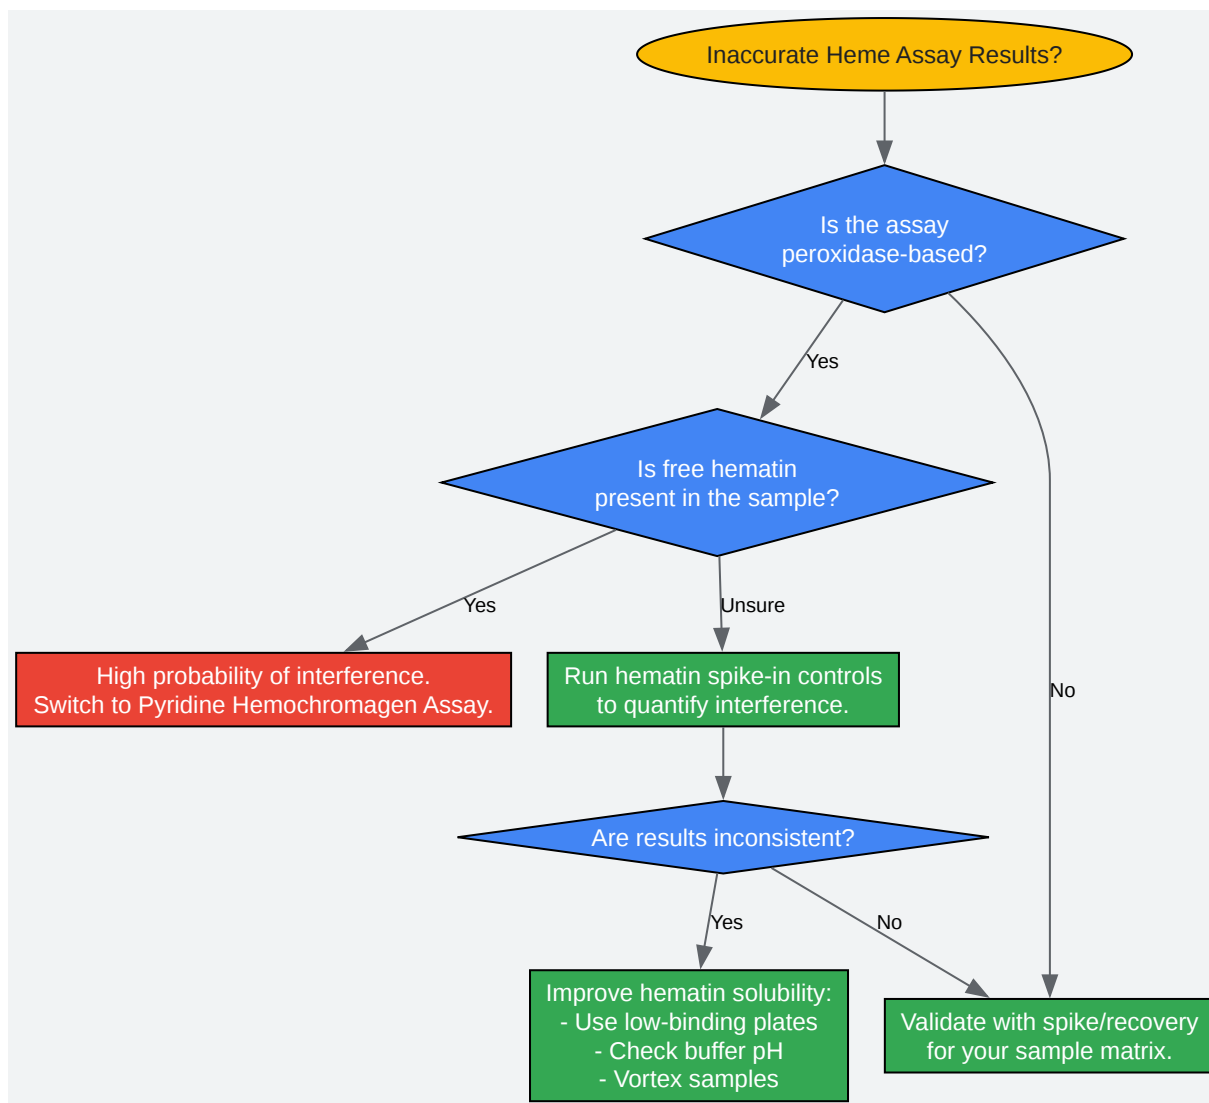 Inaccurate Heme Assay Results?
Is the assay
peroxidase-based?
Yes
Is free hematin
present in the sample?
Yes
Unsure
High probability of interference.
Switch to Pyridine Hemochromagen Assay.
Run hematin spike-in controls
to quantify interference.
No
Are results inconsistent?
Yes
No
Improve hematin solubility:
- Use low-binding plates
- Check buffer pH
- Vortex samples
Validate with spike/recovery
for your sample matrix.